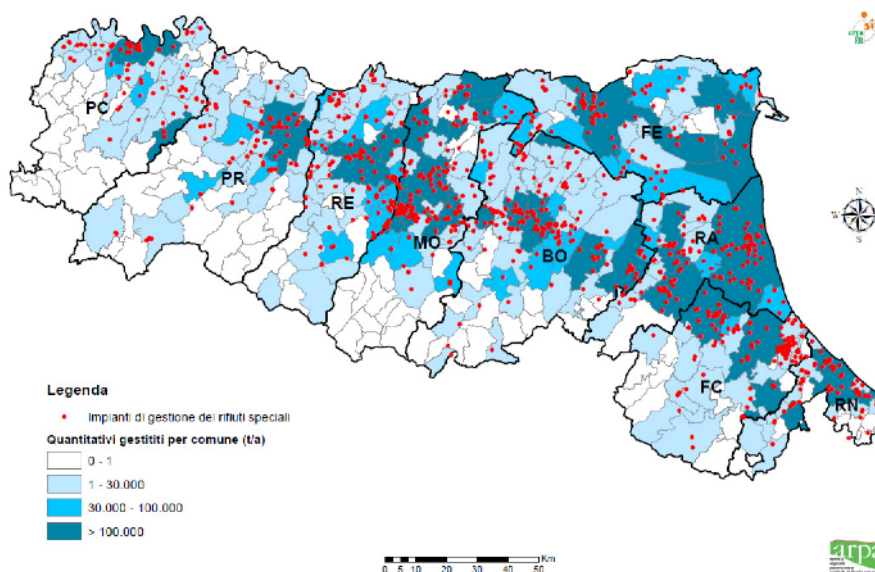 arpa
PC
PR
RE
MO
BO
FE
RA
FC
RN
N
W
E
S
Legenda
Impianti di gestione dei rifiuti speciali
Quantitativi gestititi per comune (t/a)
0 - 1
1 - 30.000
30.000 - 100.000
> 100.000
Km
0 5 10 20 30 40 50
arpa